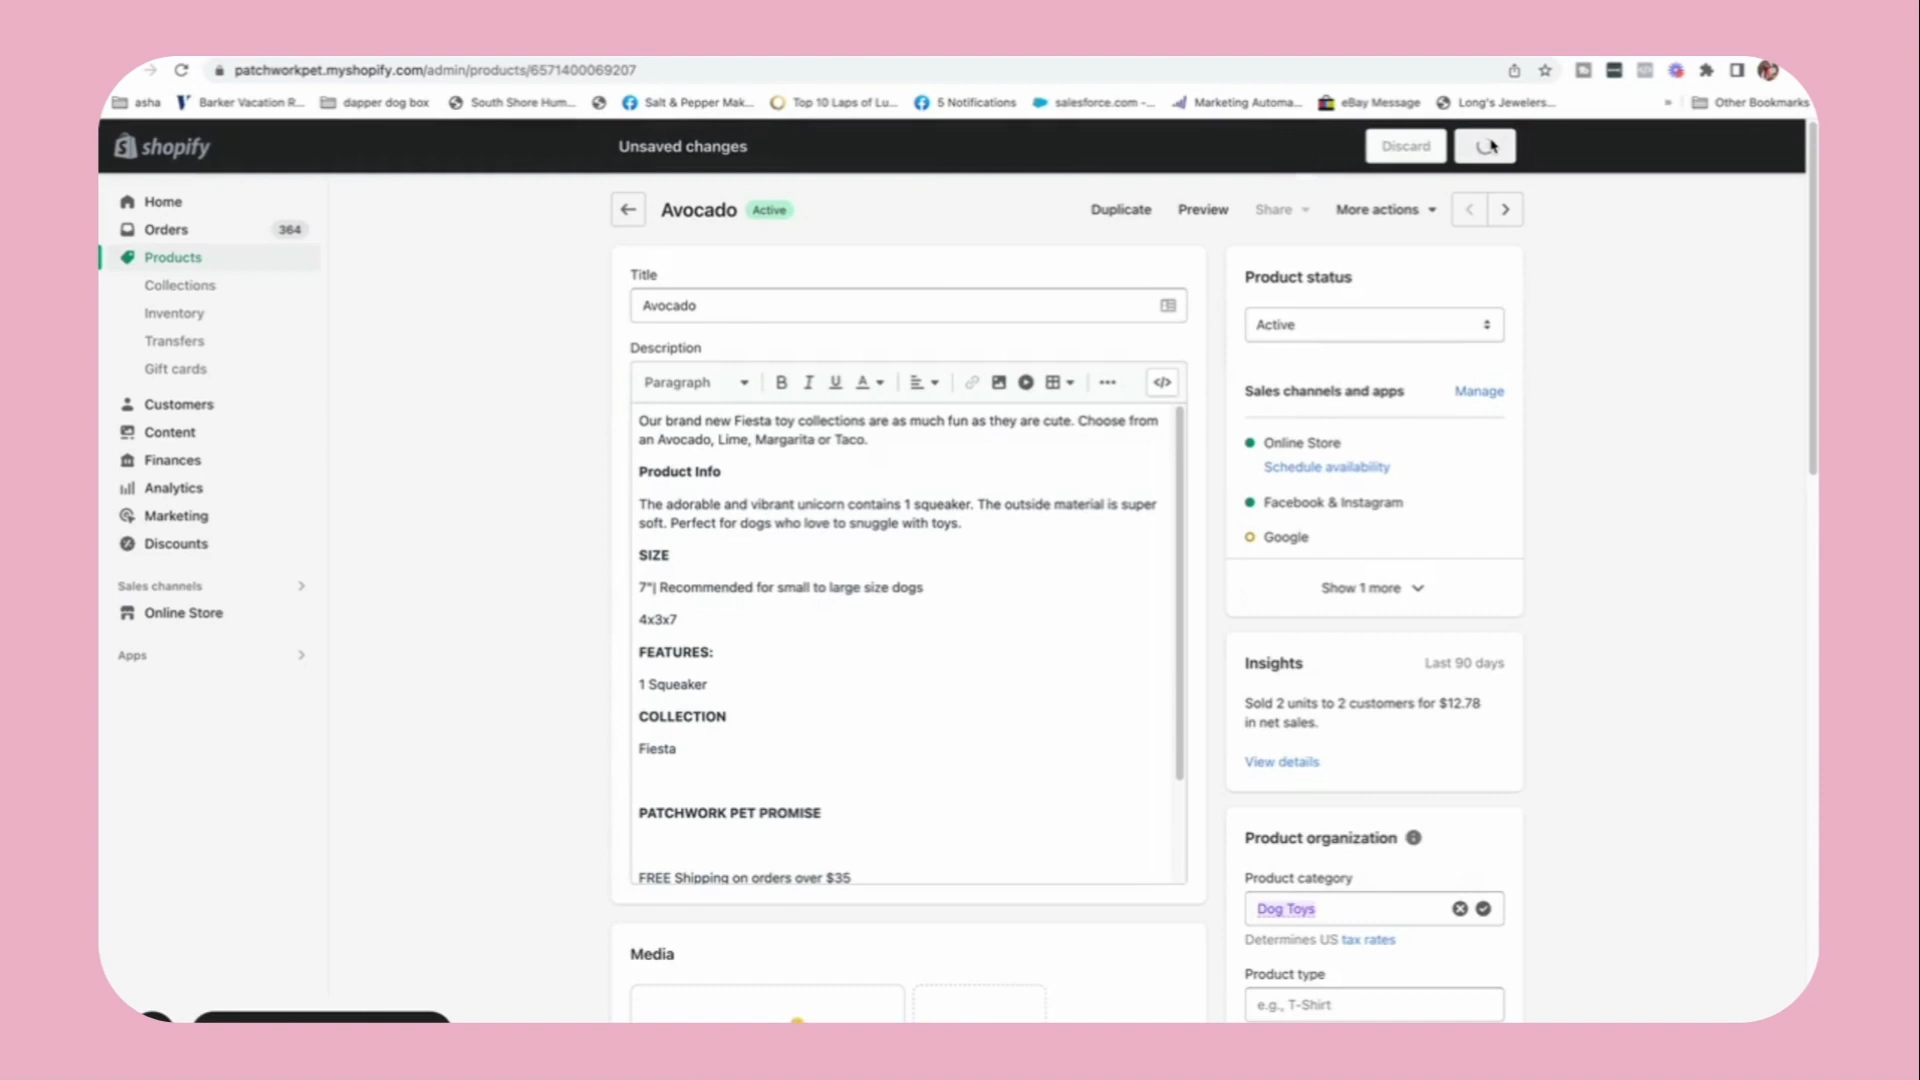 patchworkpet.myshopify.com/admin/products/6571400069207
asha Barker Vacation R... dapper dog box South Shore Hum... Salt & Pepper Mak... Top 10 Laps of Lu... 5 Notifications salesforce.com -... Marketing Automa... eBay Message Long's Jewelers... » Other Bookmarks
shopify
Unsaved changes
Discard
Home
Orders 364
Products
Collections
Inventory
Transfers
Gift cards
Customers
Content
Finances
Analytics
Marketing
Discounts
Sales channels
Online Store
Apps
Avocado Active
Duplicate Preview Share More actions
Title
Avocado
Description
Paragraph B I U A ••• </>
Our brand new Fiesta toy collections are as much fun as they are cute. Choose from
an Avocado, Lime, Margarita or Taco.
Product Info
The adorable and vibrant unicorn contains 1 squeaker. The outside material is super
soft. Perfect for dogs who love to snuggle with toys.
SIZE
7"| Recommended for small to large size dogs
4x3x7
FEATURES:
1 Squeaker
COLLECTION
Fiesta
PATCHWORK PET PROMISE
FREE Shipping on orders over $35
Media
Product status
Active
Sales channels and apps Manage
Online Store
Schedule availability
Facebook & Instagram
Google
Show 1 more
Insights Last 90 days
Sold 2 units to 2 customers for $12.78
in net sales.
View details
Product organization
Product category
Dog Toys
Determines US tax rates
Product type
e.g., T-Shirt